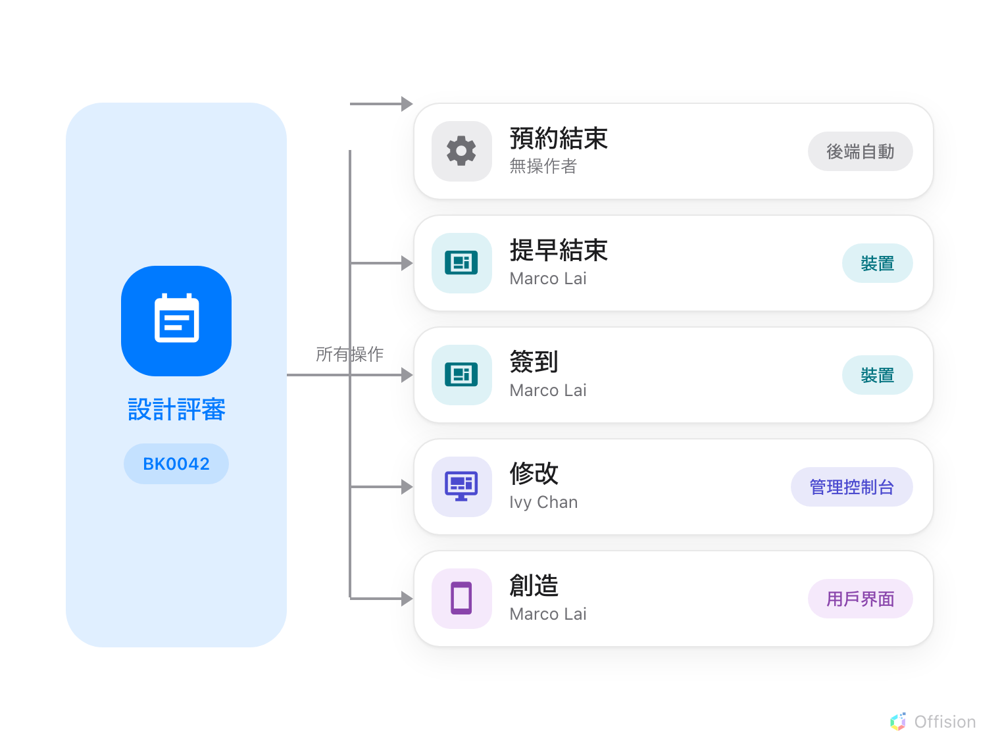 設計評審
BK0042
所有操作
預約結束
無操作者
後端自動
提早結束
Marco Lai
裝置
簽到
Marco Lai
裝置
修改
Ivy Chan
管理控制台
創造
Marco Lai
用戶界面
Offision